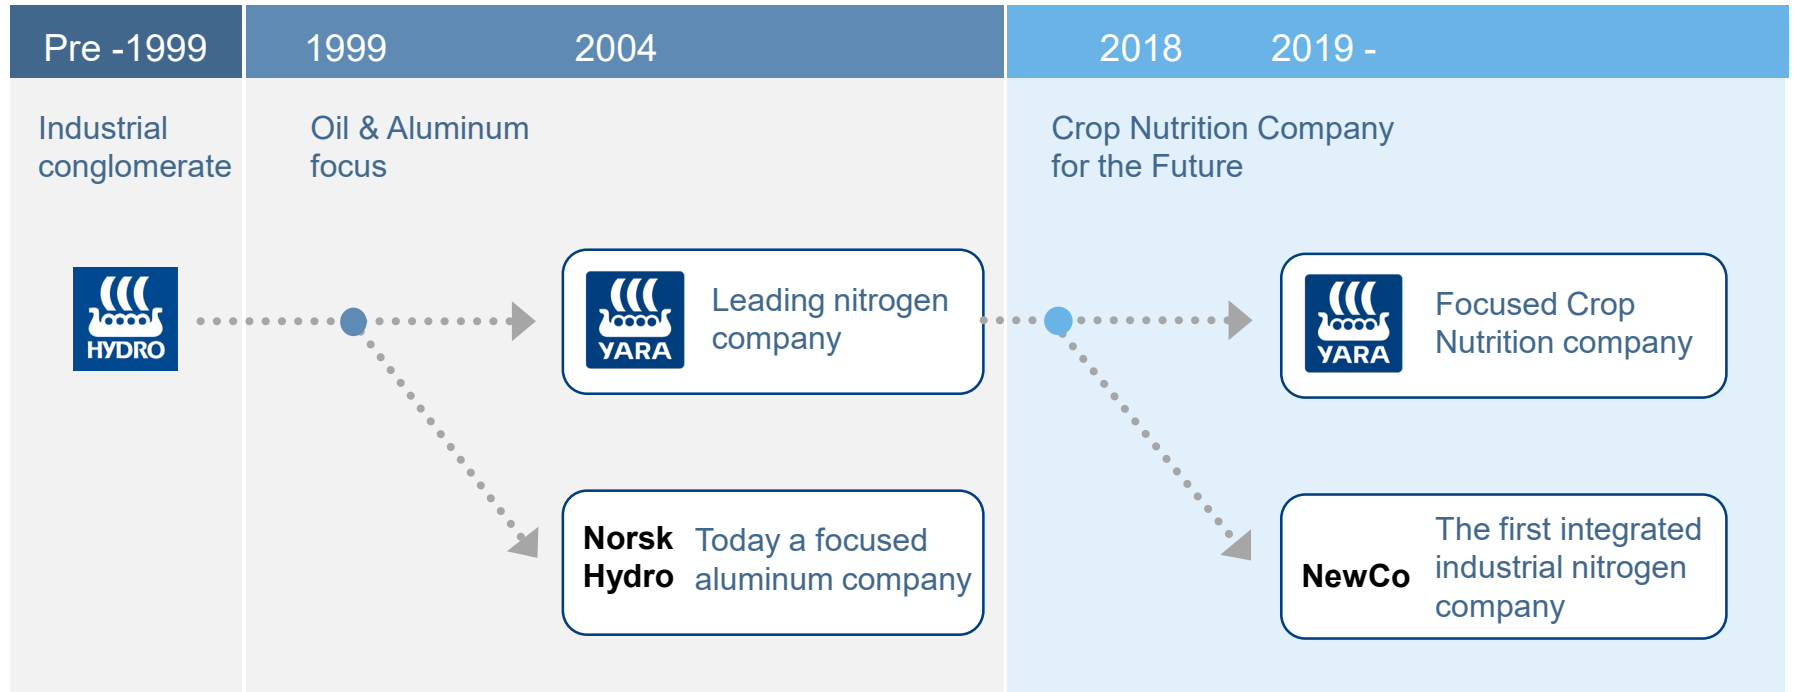 Pre -1999
1999
2004
2018
2019 -
Industrial
conglomerate
Oil & Aluminum
focus
Crop Nutrition Company
for the Future
HYDRO
YARA
Leading nitrogen
company
YARA
Focused Crop
Nutrition company
Norsk
Hydro
Today a focused
aluminum company
NewCo
The first integrated
industrial nitrogen
company